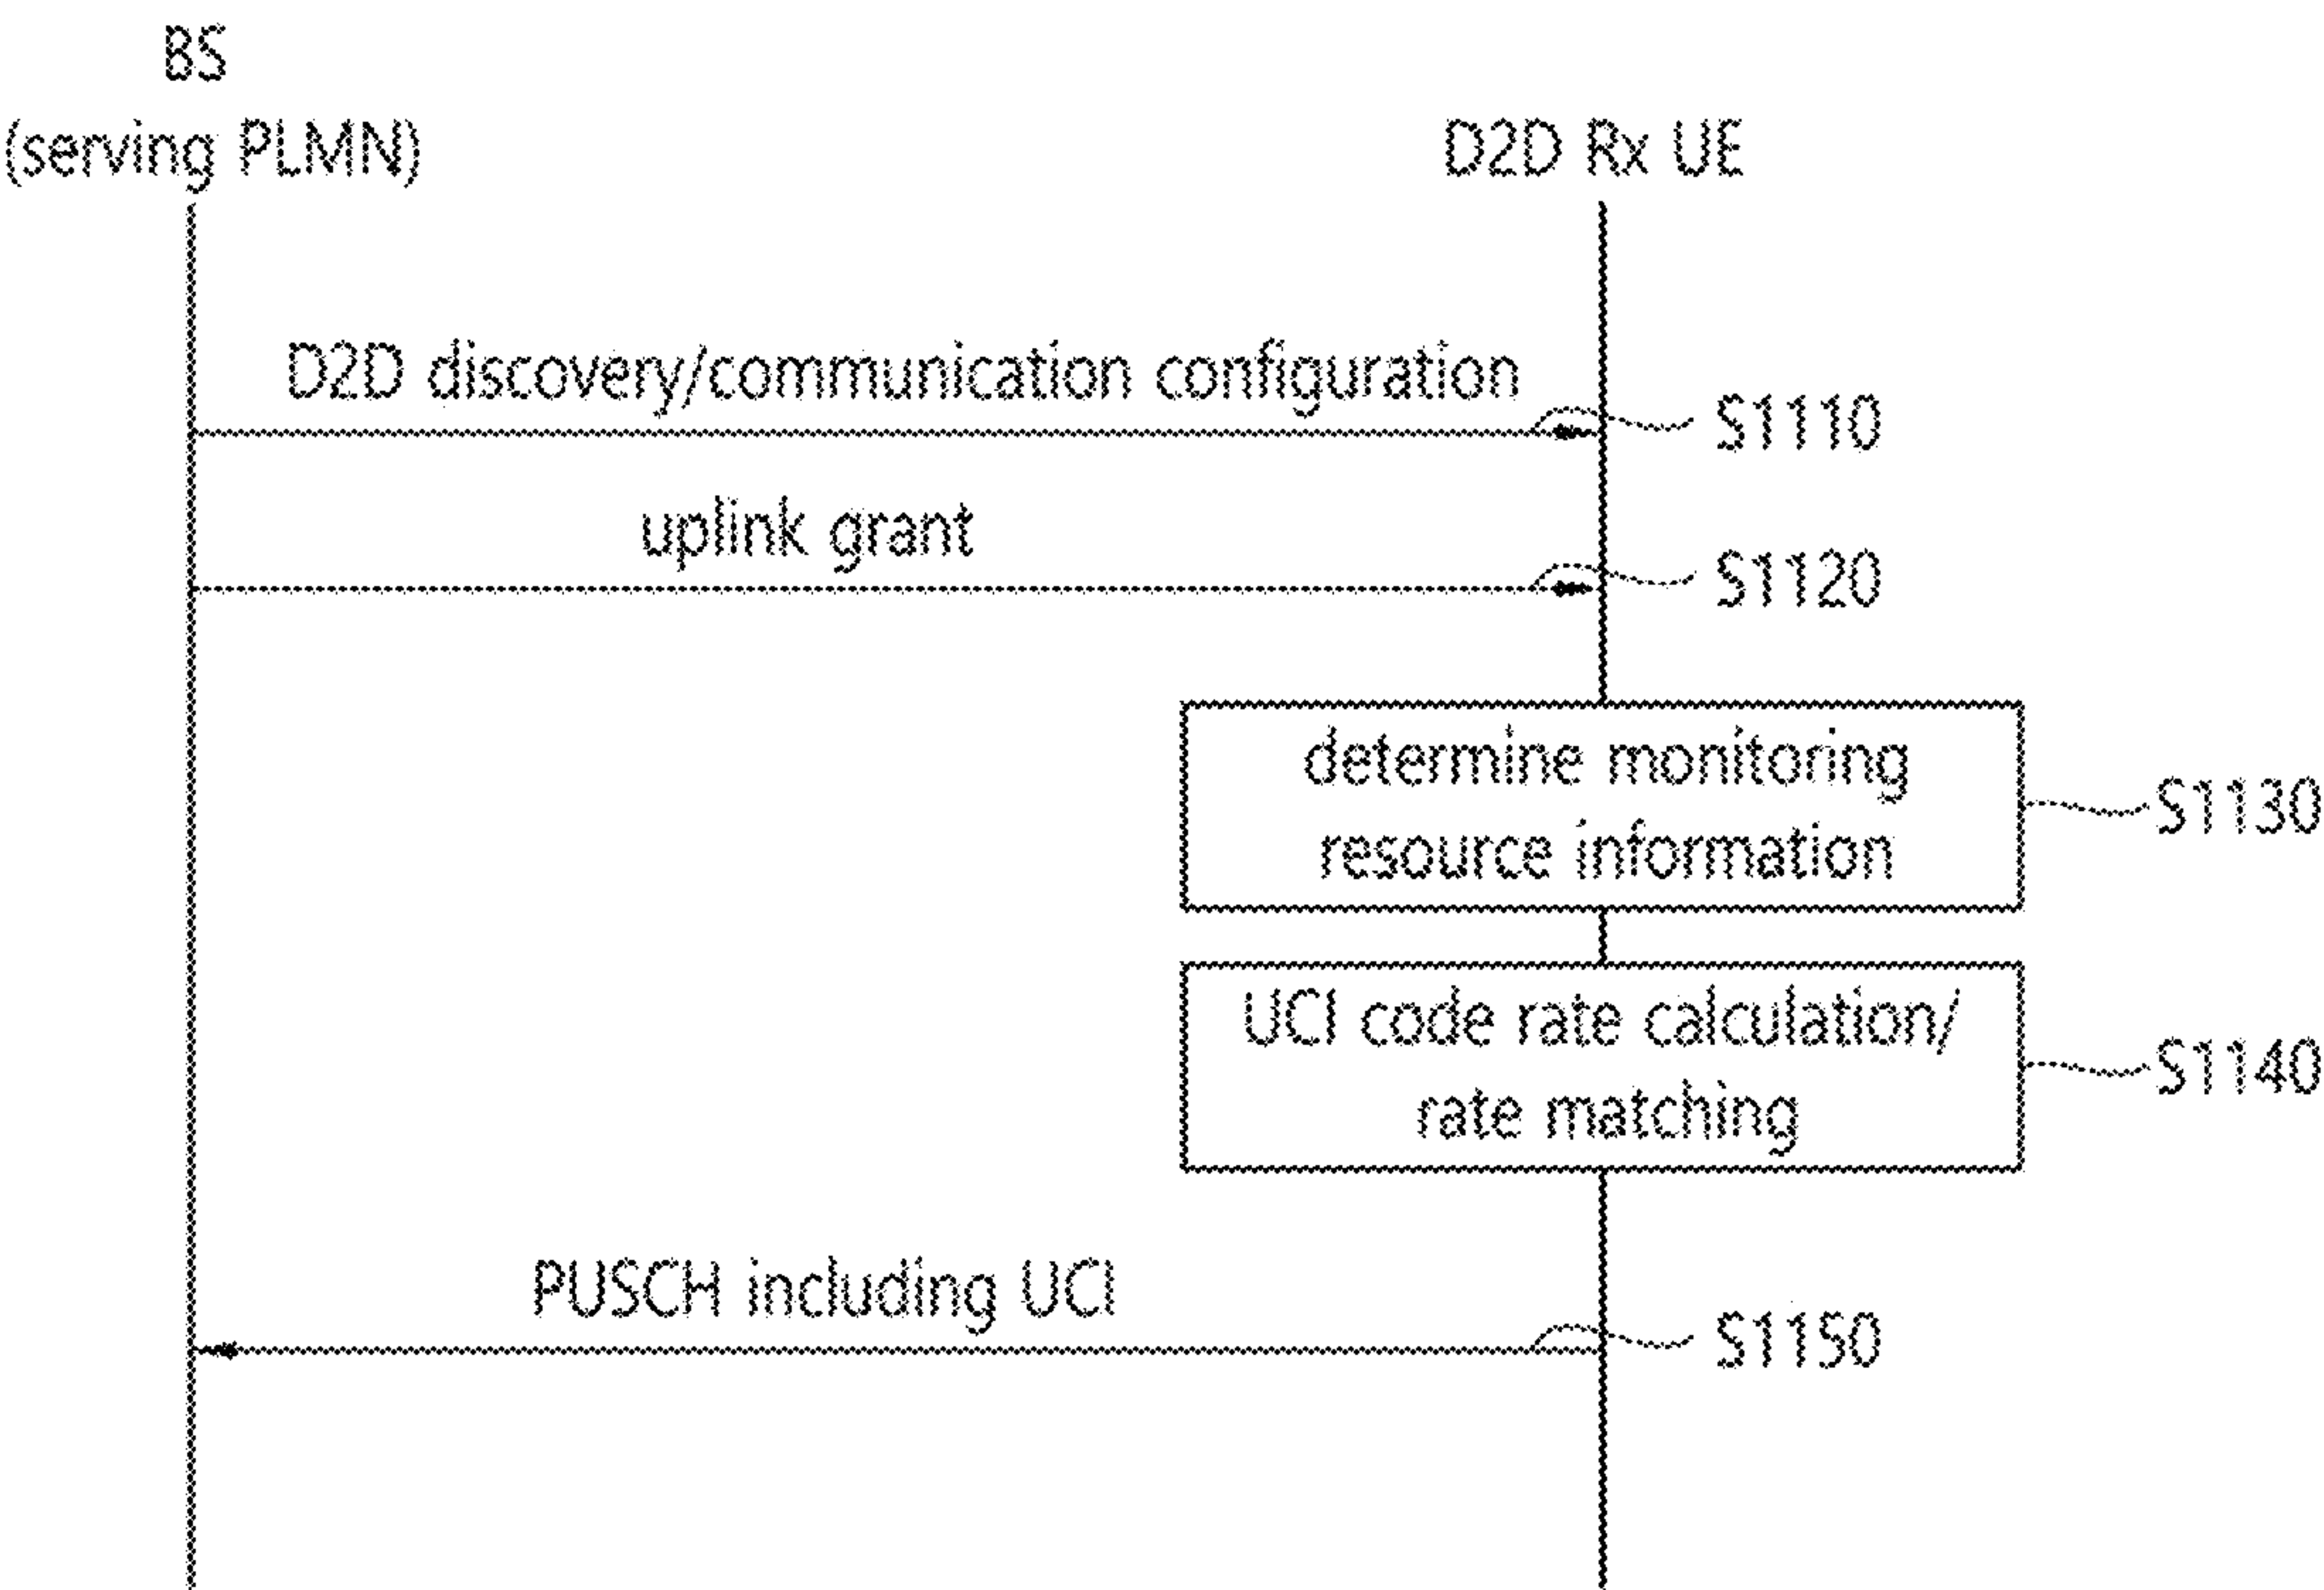 BS
(serving PLMN)
D2D Rx UE
D2D discovery/communication configuration
S1110
uplink grant
S1120
determine monitoring
resource information
S1130
UCI code rate calculation/
rate matching
S1140
PUSCH including UCI
S1150